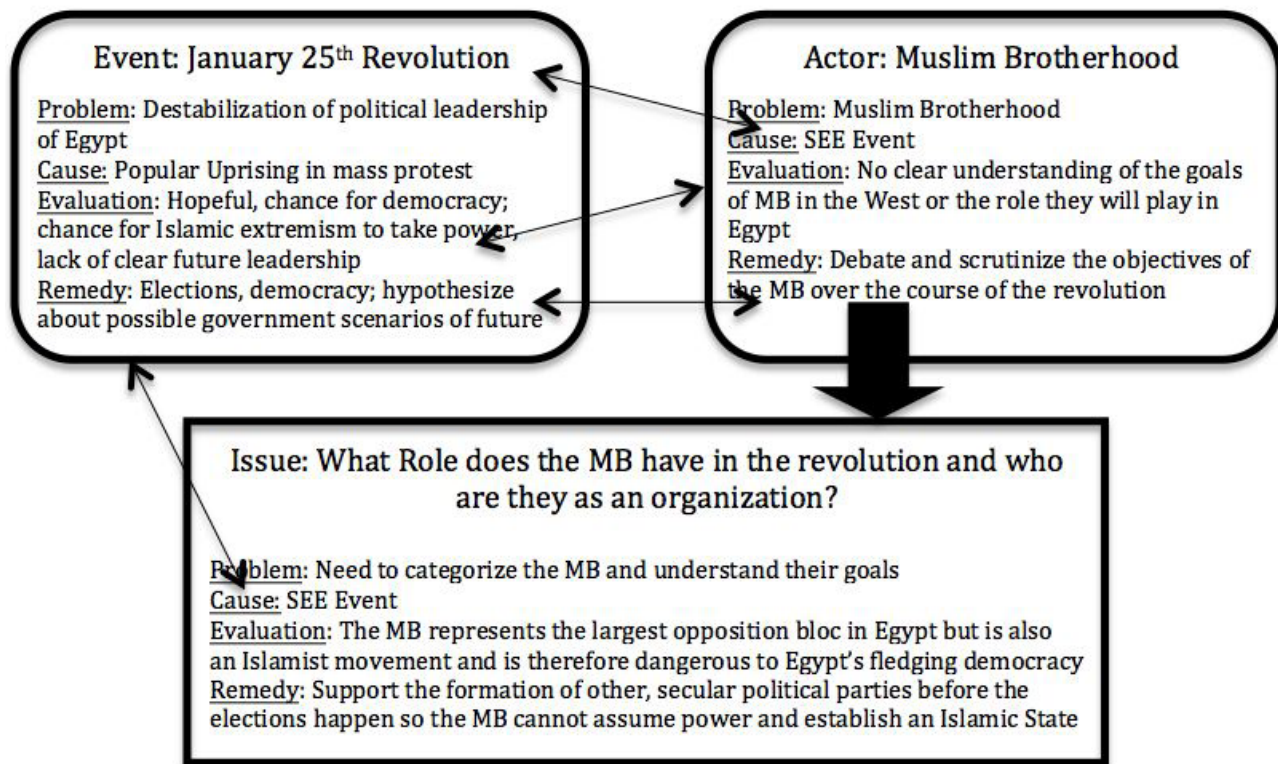 Event: January 25th Revolution
Problem: Destabilization of political leadership
of Egypt
Cause: Popular Uprising in mass protest
Evaluation: Hopeful, chance for democracy;
chance for Islamic extremism to take power,
lack of clear future leadership
Remedy: Elections, democracy; hypothesize
about possible government scenarios of future
Actor: Muslim Brotherhood
Problem: Muslim Brotherhood
Cause: SEE Event
Evaluation: No clear understanding of the goals
of MB in the West or the role they will play in
Egypt
Remedy: Debate and scrutinize the objectives of
the MB over the course of the revolution
Issue: What Role does the MB have in the revolution and who
are they as an organization?
Problem: Need to categorize the MB and understand their goals
Cause: SEE Event
Evaluation: The MB represents the largest opposition bloc in Egypt but is also
an Islamist movement and is therefore dangerous to Egypt's fledging democracy
Remedy: Support the formation of other, secular political parties before the
elections happen so the MB cannot assume power and establish an Islamic State